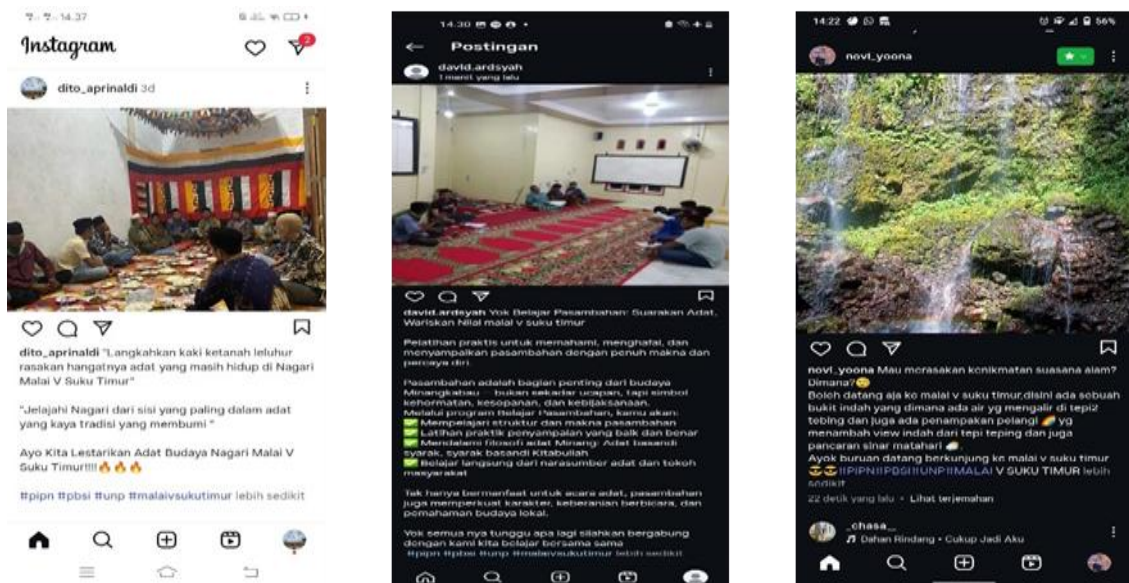 14.37
Instagram
2
dito_aprinaldi 3d
dito_aprinaldi "Langkahkan kaki ketanah leluhur
rasakan hangatnya adat yang masih hidup di Nagari
Malai V Suku Timur"
"Jelajahi Nagari dari sisi yang paling dalam adat
yang kaya tradisi yang membumi "
Ayo Kita Lestarikan Adat Budaya Nagari Malai V
Suku Timur!!!!🔥🔥🔥
#pipn #pbsi #unp #malaivsukutimur lebih sedikit
14.30
Postingan
david.ardsyah
1 menit yang lalu
david.ardsyah Yok Belajar Pasambahan: Suarakan Adat,
Wariskan Nilai malai v suku timur
Pelatihan praktis untuk memahami, menghafal, dan
menyampaikan pasambahan dengan penuh makna dan
percaya diri.
Pasambahan adalah bagian penting dari budaya
Minangkabau — bukan sekadar ucapan, tapi simbol
kehormatan, kesopanan, dan kebijaksanaan.
Melalui program Belajar Pasambahan, kamu akan:
✅ Mempelajari struktur dan makna pasambahan
✅ Latihan praktik penyampaian yang baik dan benar
✅ Mendalami filosofi adat Minang: Adat basandi
syarak, syarak basandi Kitabullah
✅ Belajar langsung dari narasumber adat dan tokoh
masyarakat
Tak hanya bermanfaat untuk acara adat, pasambahan
juga memperkuat karakter, keberanian berbicara, dan
pemahaman budaya lokal.
Yok semua nya tunggu apa lagi silahkan bergabung
dengan kami kita belajar bersama sama
#pipn #pbsi #unp #malaivsukutimur lebih sedikit
14:22 56%
novi_yoona
novi_yoona Mau merasakan kenikmatan suasana alam?
Dimana?
Boleh datang aja ke malai v suku timur,disini ada sebuah
bukit indah yang dimana ada air yg mengalir di tepi2
tebing dan juga ada penampakan pelangi 🌈 yg
menambah view indah dari tepi teping dan juga
pancaran sinar matahari
Ayok buruan datang berkunjung ke malai v suku timur
😎😎!!PIPN!!PBSI!!UNP!!MALAI V SUKU TIMUR lebih
sedikit
22 detik yang lalu • Lihat terjemahan
_chasa_
Dahan Rindang • Cukup Jadi Aku